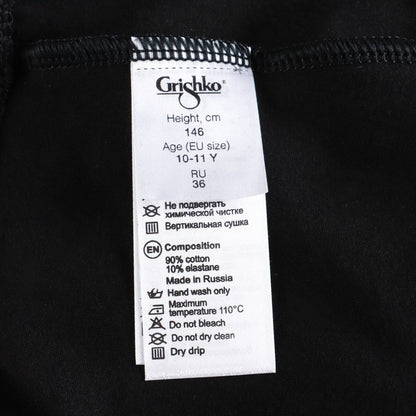 Grishko®
Height, cm
146
Age (EU size)
10-11 Y
RU
36
Не подвергать
химической чистке
Вертикальная сушка
EN Composition
90% cotton
10% elastane
Made in Russia
Hand wash only
Maximum
temperature 110°C
Do not bleach
Do not dry clean
Dry drip